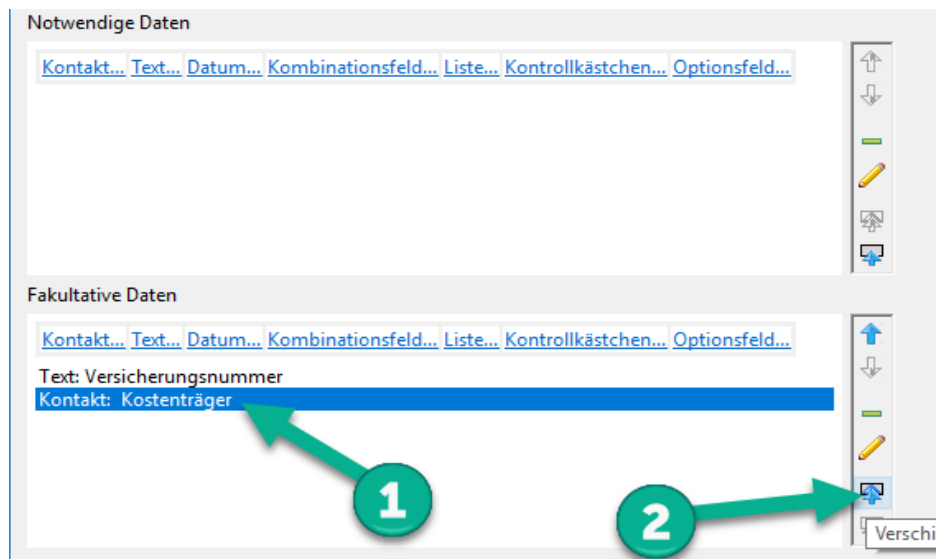 Notwendige Daten
Kontakt... Text... Datum... Kombinationsfeld... Liste... Kontrollkästchen... Optionsfeld...
Fakultative Daten
Kontakt... Text... Datum... Kombinationsfeld... Liste... Kontrollkästchen... Optionsfeld...
Text: Versicherungsnummer
Kontakt: Kostenträger
1
2
Verschi